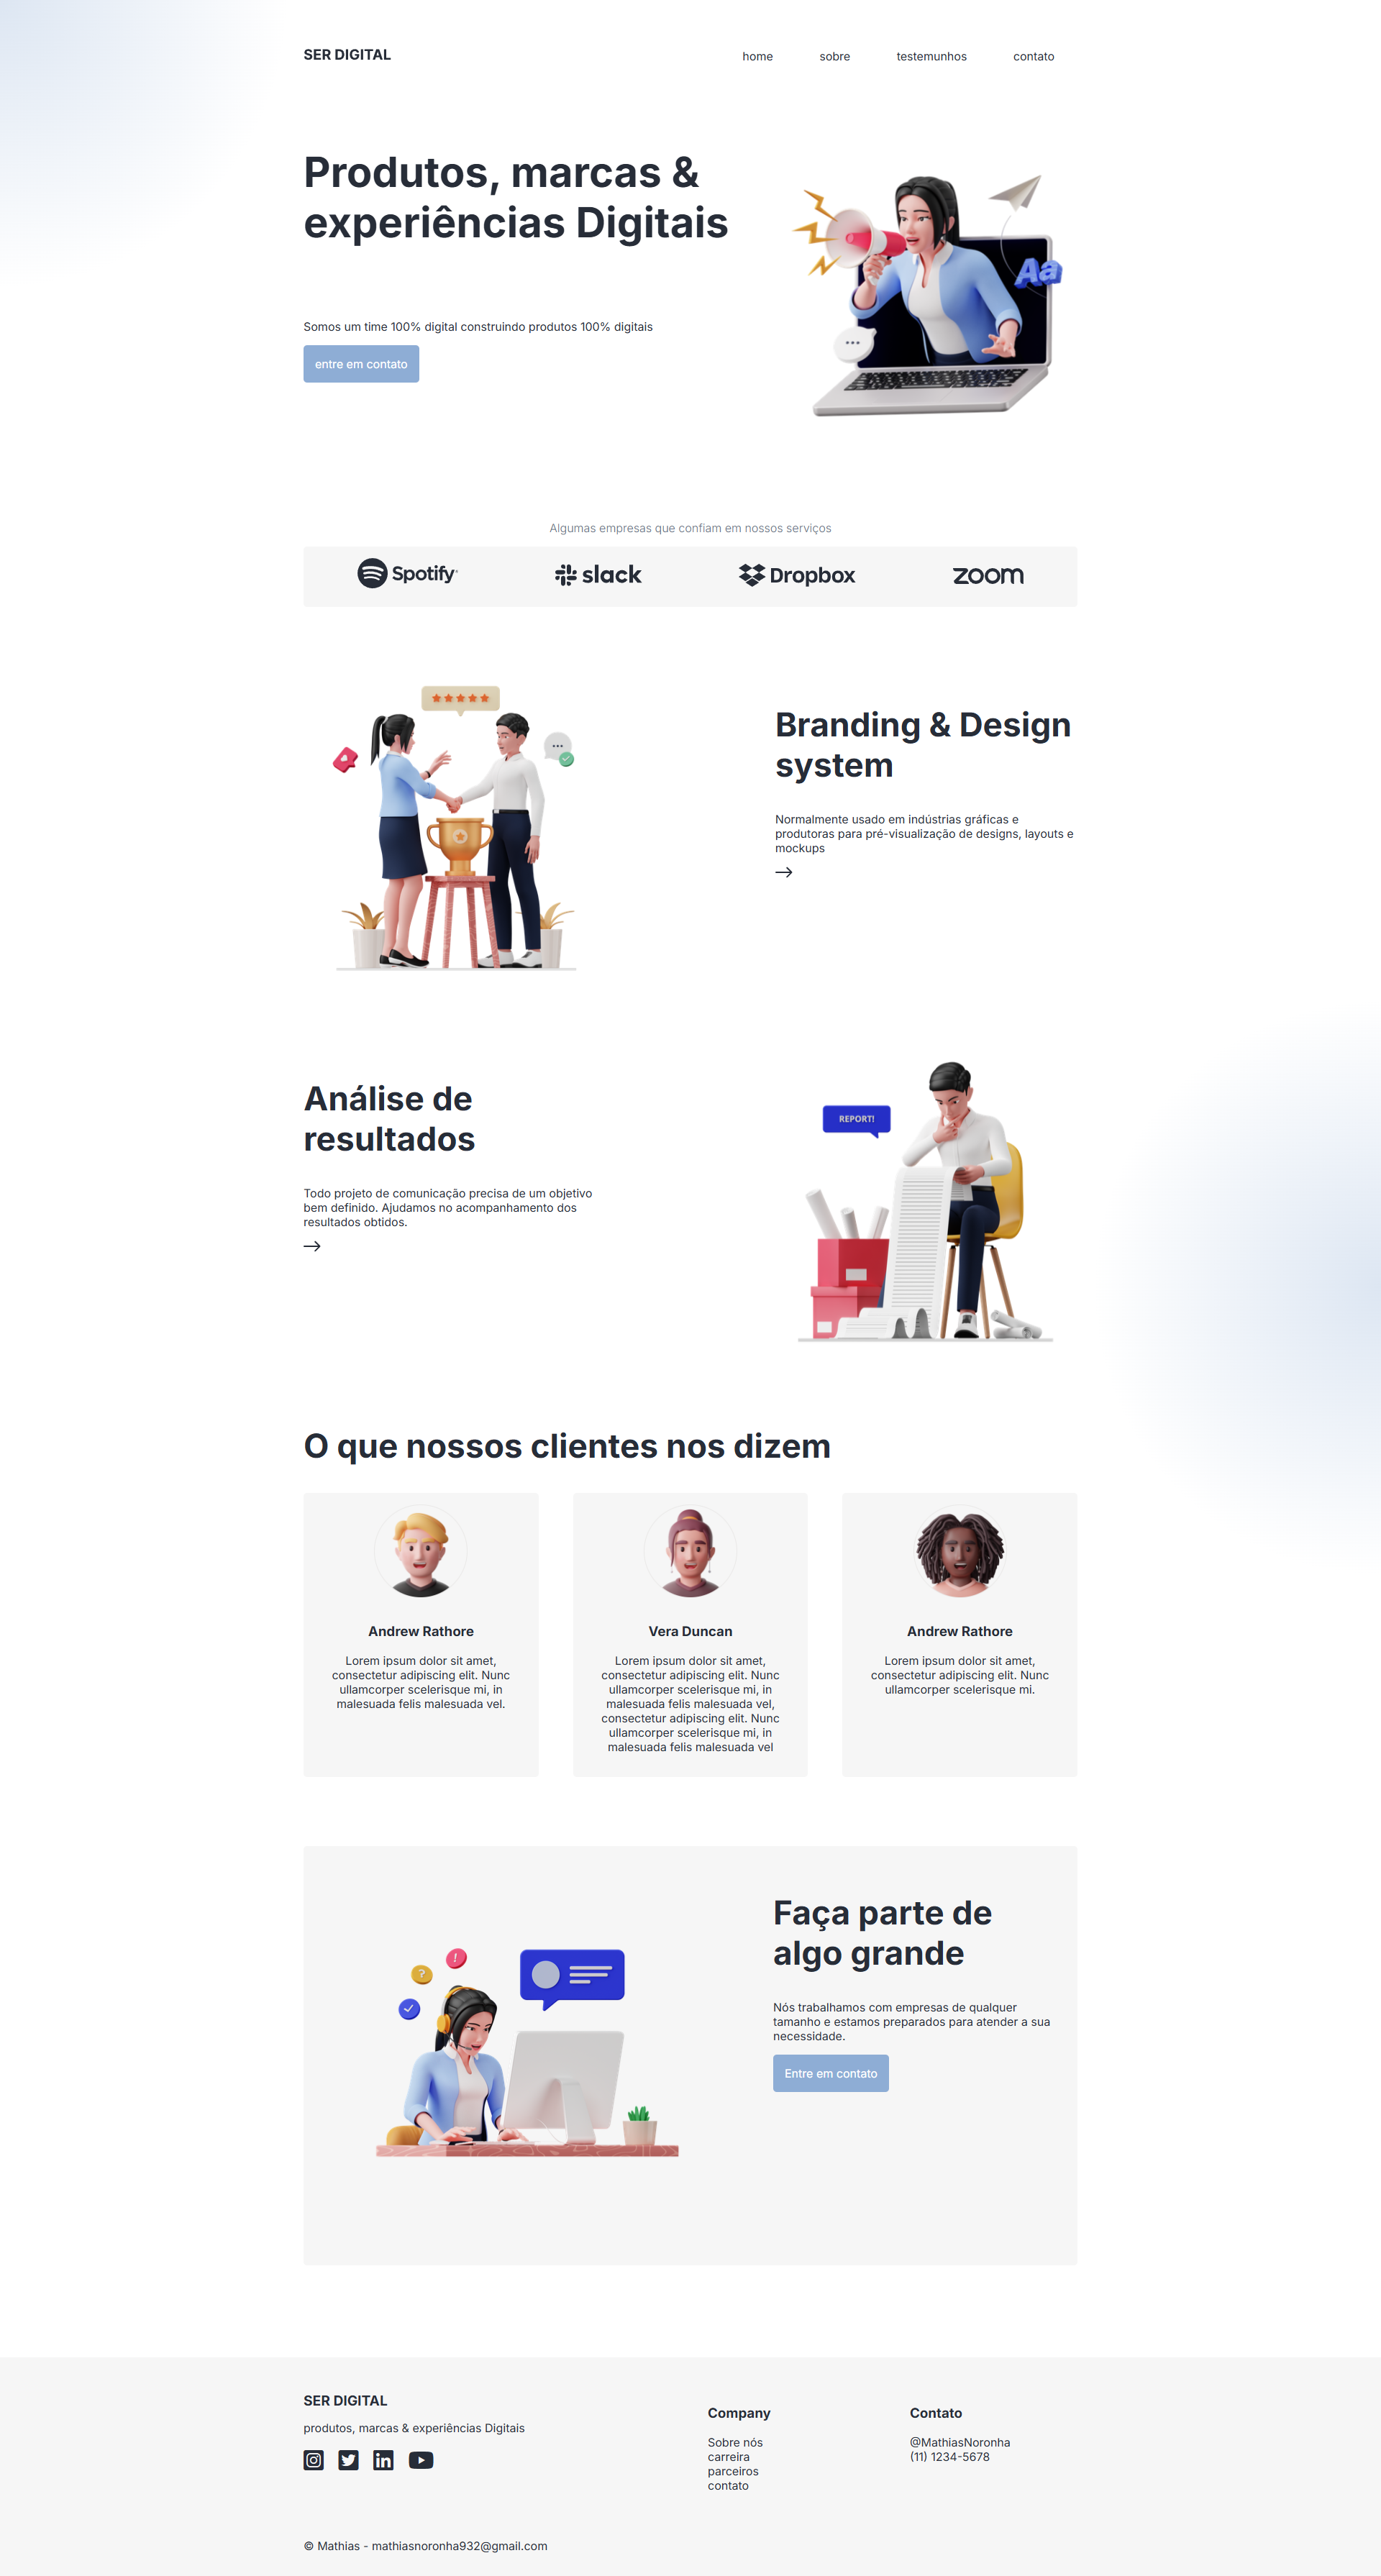 SER DIGITAL
home
sobre
testemunhos
contato
Produtos, marcas &
experiências Digitais
Somos um time 100% digital construindo produtos 100% digitais
entre em contato
Aa
Algumas empresas que confiam em nossos serviços
Spotify
slack
Dropbox
zoom
Branding & Design
system
Normalmente usado em indústrias gráficas e
produtoras para pré-visualização de designs, layouts e
mockups
Análise de
resultados
Todo projeto de comunicação precisa de um objetivo
bem definido. Ajudamos no acompanhamento dos
resultados obtidos.
REPORT!
O que nossos clientes nos dizem
Andrew Rathore
Lorem ipsum dolor sit amet,
consectetur adipiscing elit. Nunc
ullamcorper scelerisque mi, in
malesuada felis malesuada vel.
Vera Duncan
Lorem ipsum dolor sit amet,
consectetur adipiscing elit. Nunc
ullamcorper scelerisque mi, in
malesuada felis malesuada vel,
consectetur adipiscing elit. Nunc
ullamcorper scelerisque mi, in
malesuada felis malesuada vel
Andrew Rathore
Lorem ipsum dolor sit amet,
consectetur adipiscing elit. Nunc
ullamcorper scelerisque mi.
!
?
Faça parte de
algo grande
Nós trabalhamos com empresas de qualquer
tamanho e estamos preparados para atender a sua
necessidade.
Entre em contato
SER DIGITAL
produtos, marcas & experiências Digitais
in
Company
Sobre nós
carreira
parceiros
contato
Contato
@MathiasNoronha
(11) 1234-5678
© Mathias - mathiasnoronha932@gmail.com